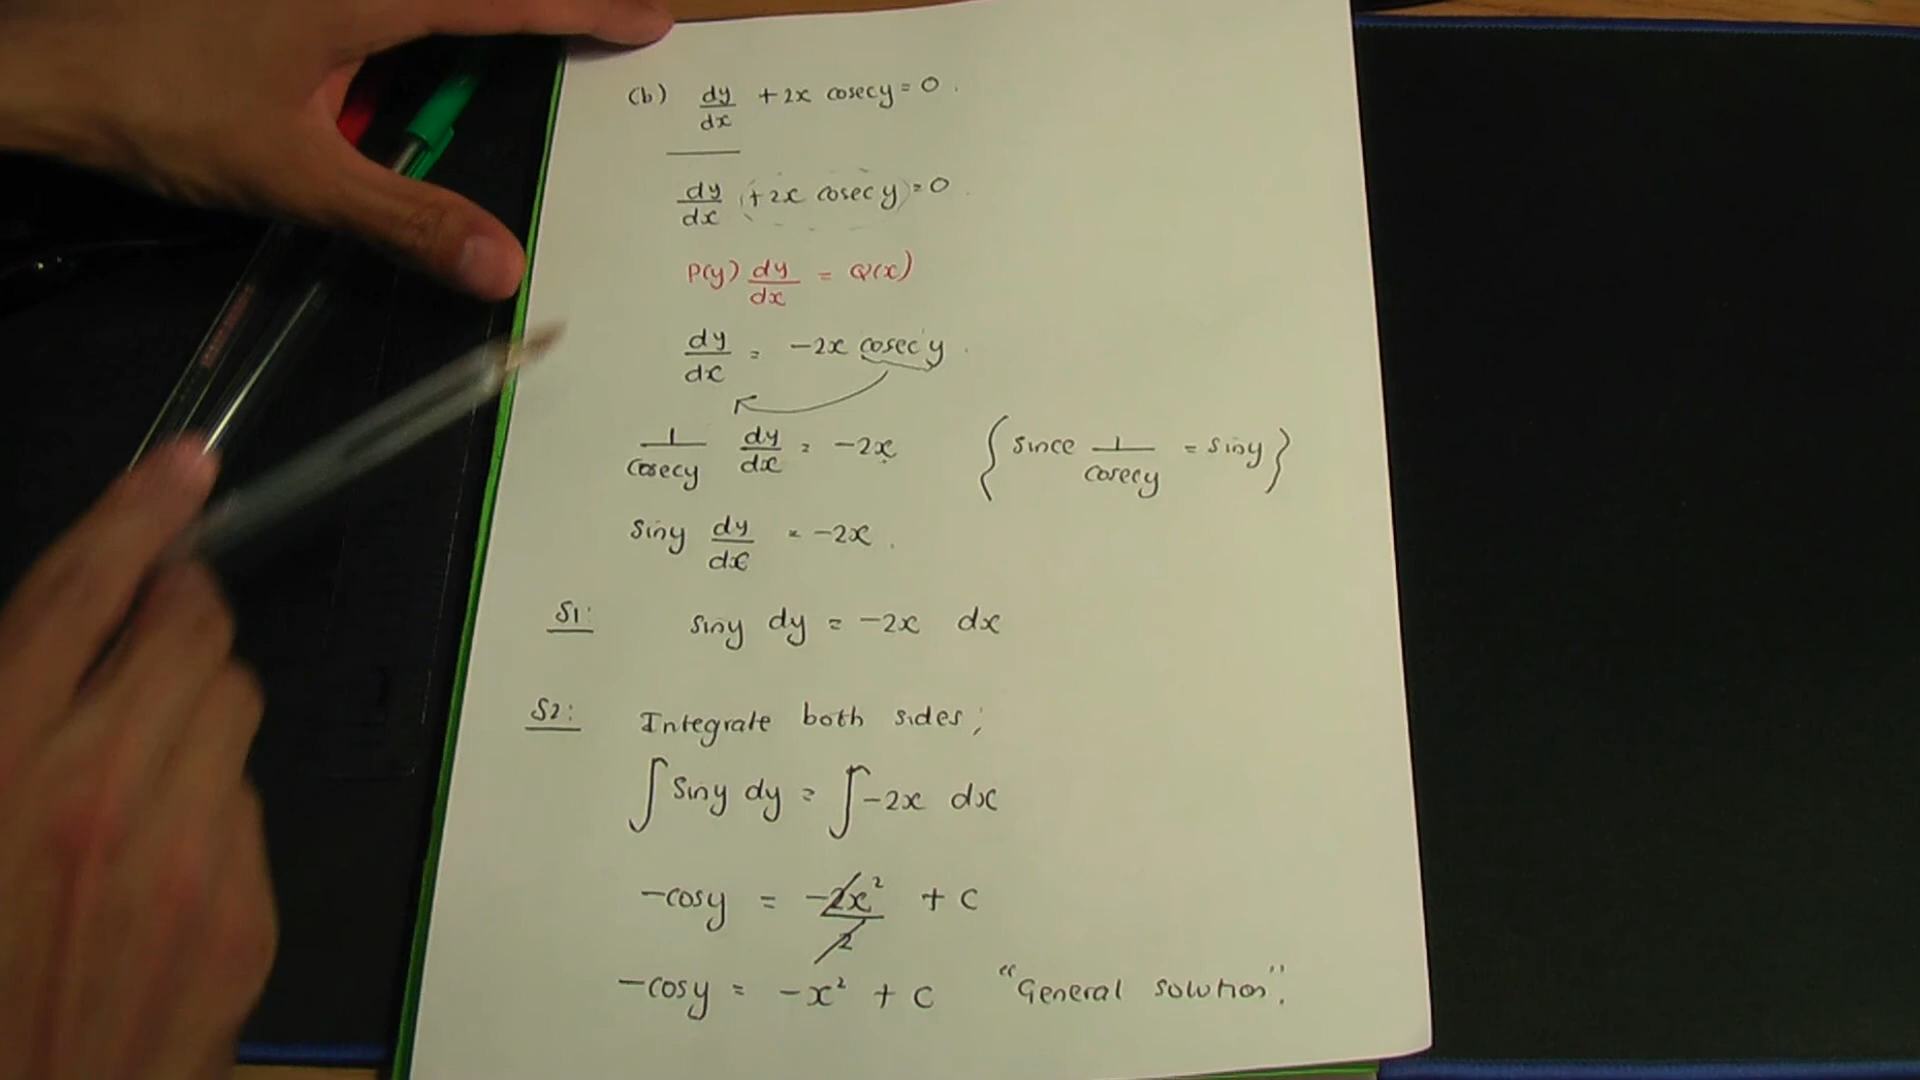 (b) dy/dx + 2x cosecy = 0.
dy/dx + 2x cosec y = 0
P(y) dy/dx = Q(x)
dy/dx = -2x cosec y.
1/cosecy dy/dx = -2x {since 1/cosecy = siny}
Siny dy/dx = -2x.
S1: siny dy = -2x dx
S2: Integrate both sides;
∫ Siny dy = ∫ -2x dx
-cosy = -2x²/2 + c
-cosy = -x² + c "General solution".